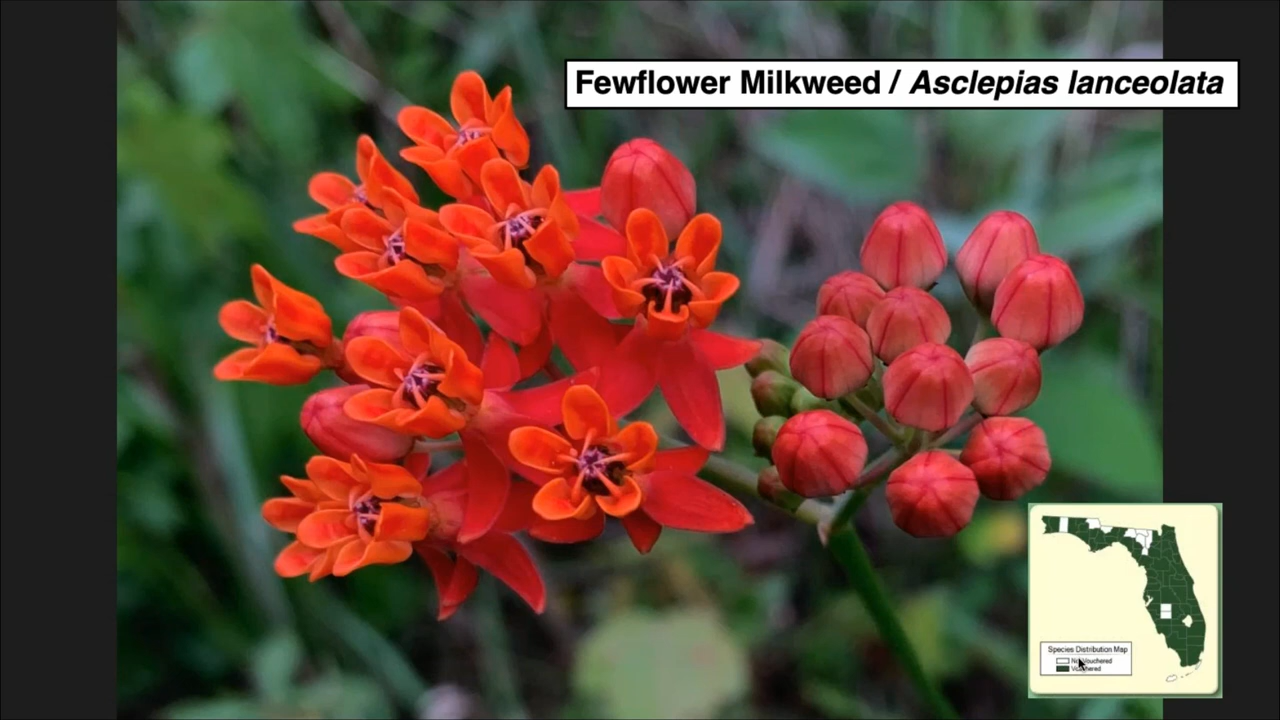 Fewflower Milkweed / Asclepias lanceolata
Species Distribution Map
Vouchered